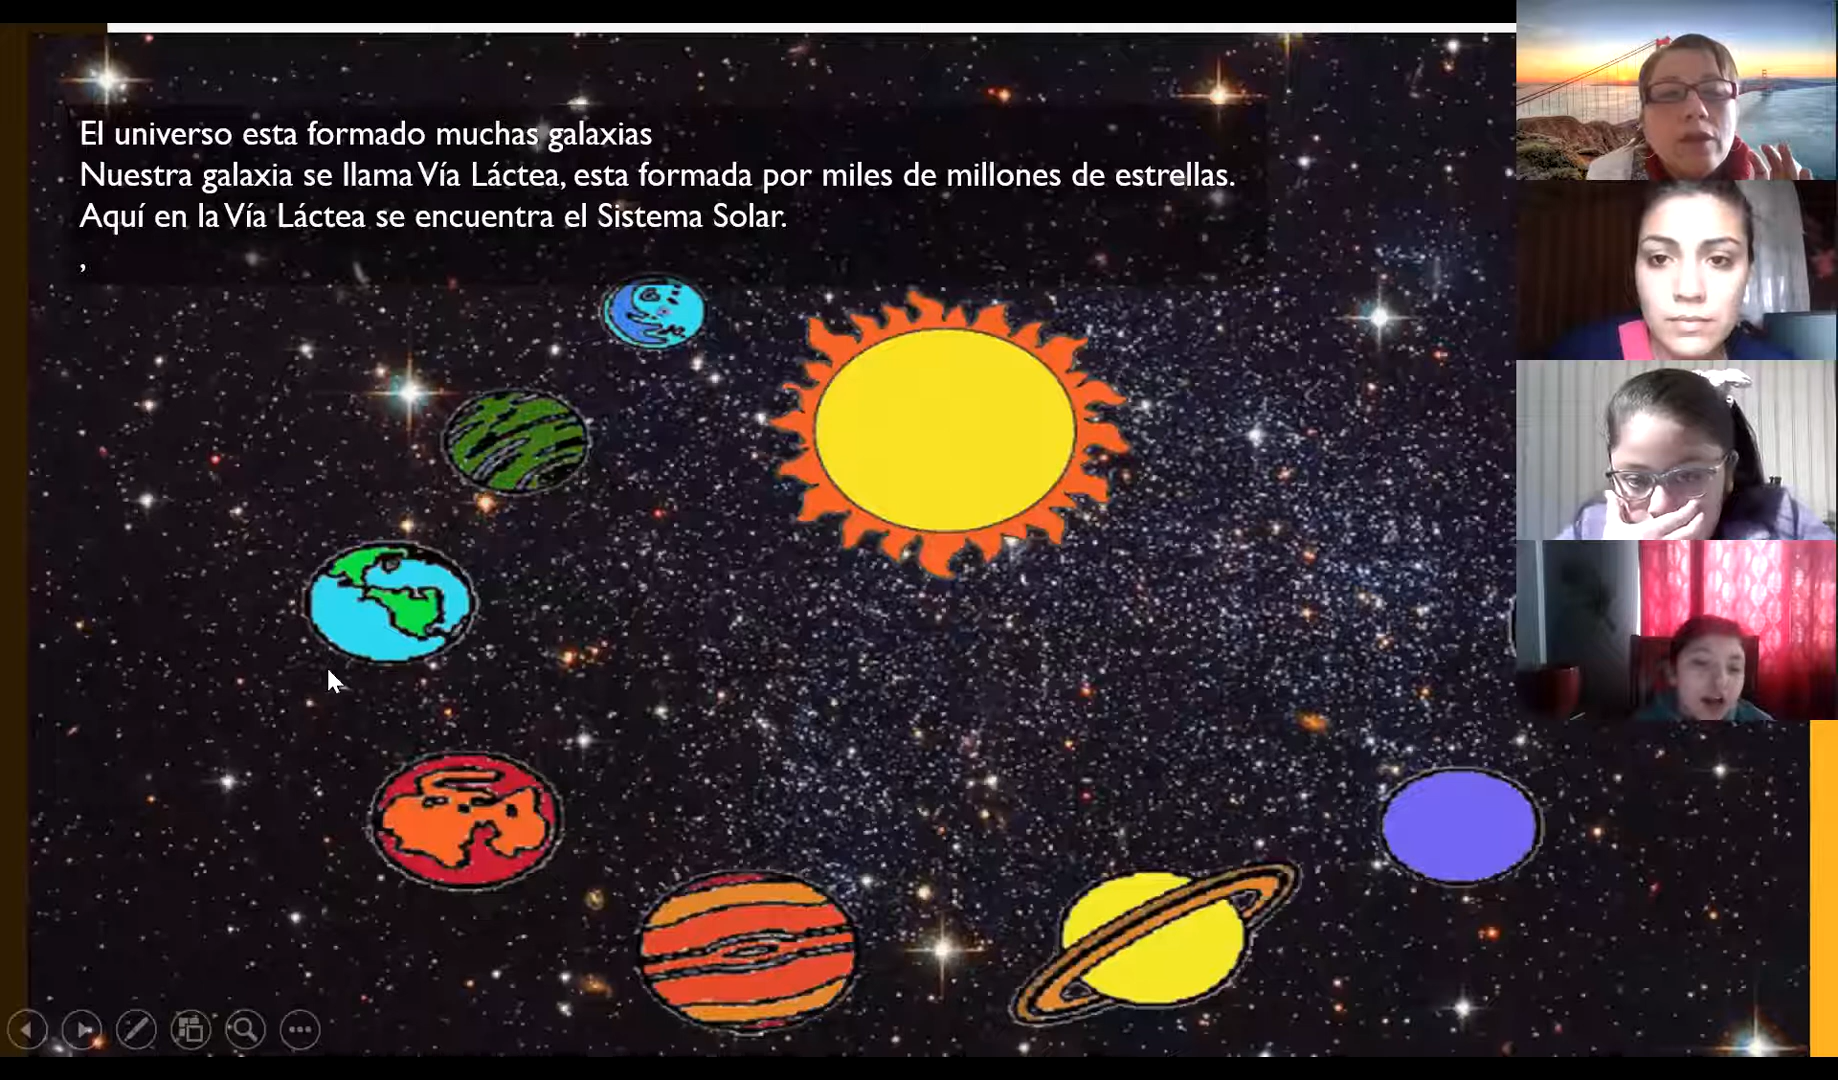 El universo esta formado muchas galaxias
Nuestra galaxia se llama Vía Láctea, esta formada por miles de millones de estrellas.
Aquí en la Vía Láctea se encuentra el Sistema Solar.
,